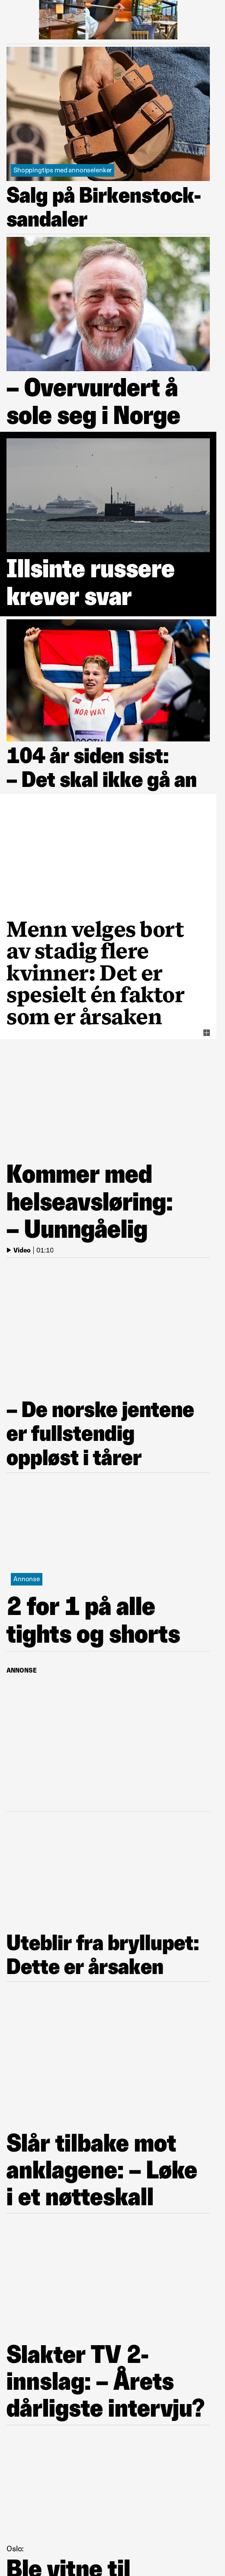 Shoppingtips med annonselenker
Salg på Birkenstock-
sandaler
– Overvurdert å
sole seg i Norge
Illsinte russere
krever svar
NORWAY
104 år siden sist:
– Det skal ikke gå an
Menn velges bort
av stadig flere
kvinner: Det er
spesielt én faktor
som er årsaken
Kommer med
helseavsløring:
– Uunngåelig
Video | 01:10
– De norske jentene
er fullstendig
oppløst i tårer
Annonse
2 for 1 på alle
tights og shorts
ANNONSE
Uteblir fra bryllupet:
Dette er årsaken
Slår tilbake mot
anklagene: – Løke
i et nøtteskall
Slakter TV 2-
innslag: – Årets
dårligste intervju?
Oslo:
Ble vitne til